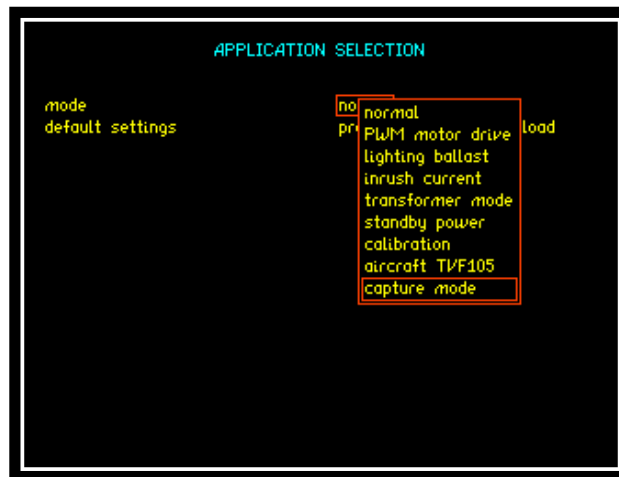 APPLICATION SELECTION
mode
default settings load
normal
PWM motor drive
lighting ballast
inrush current
transformer mode
standby power
calibration
aircraft TVF105
capture mode